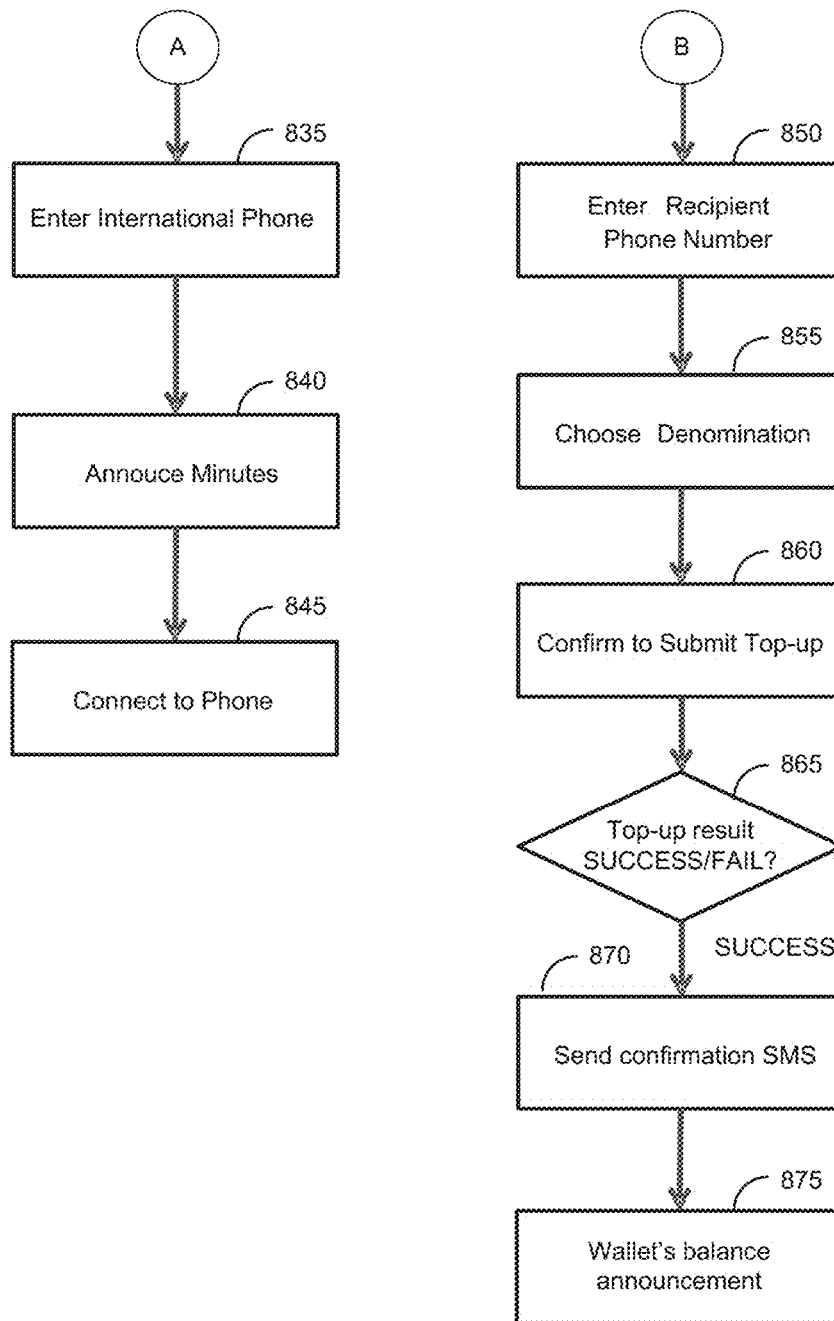 A
835
Enter International Phone
840
Annouce Minutes
845
Connect to Phone
B
850
Enter Recipient
Phone Number
855
Choose Denomination
860
Confirm to Submit Top-up
865
Top-up result
SUCCESS/FAIL?
SUCCESS
870
Send confirmation SMS
875
Wallet's balance
announcement